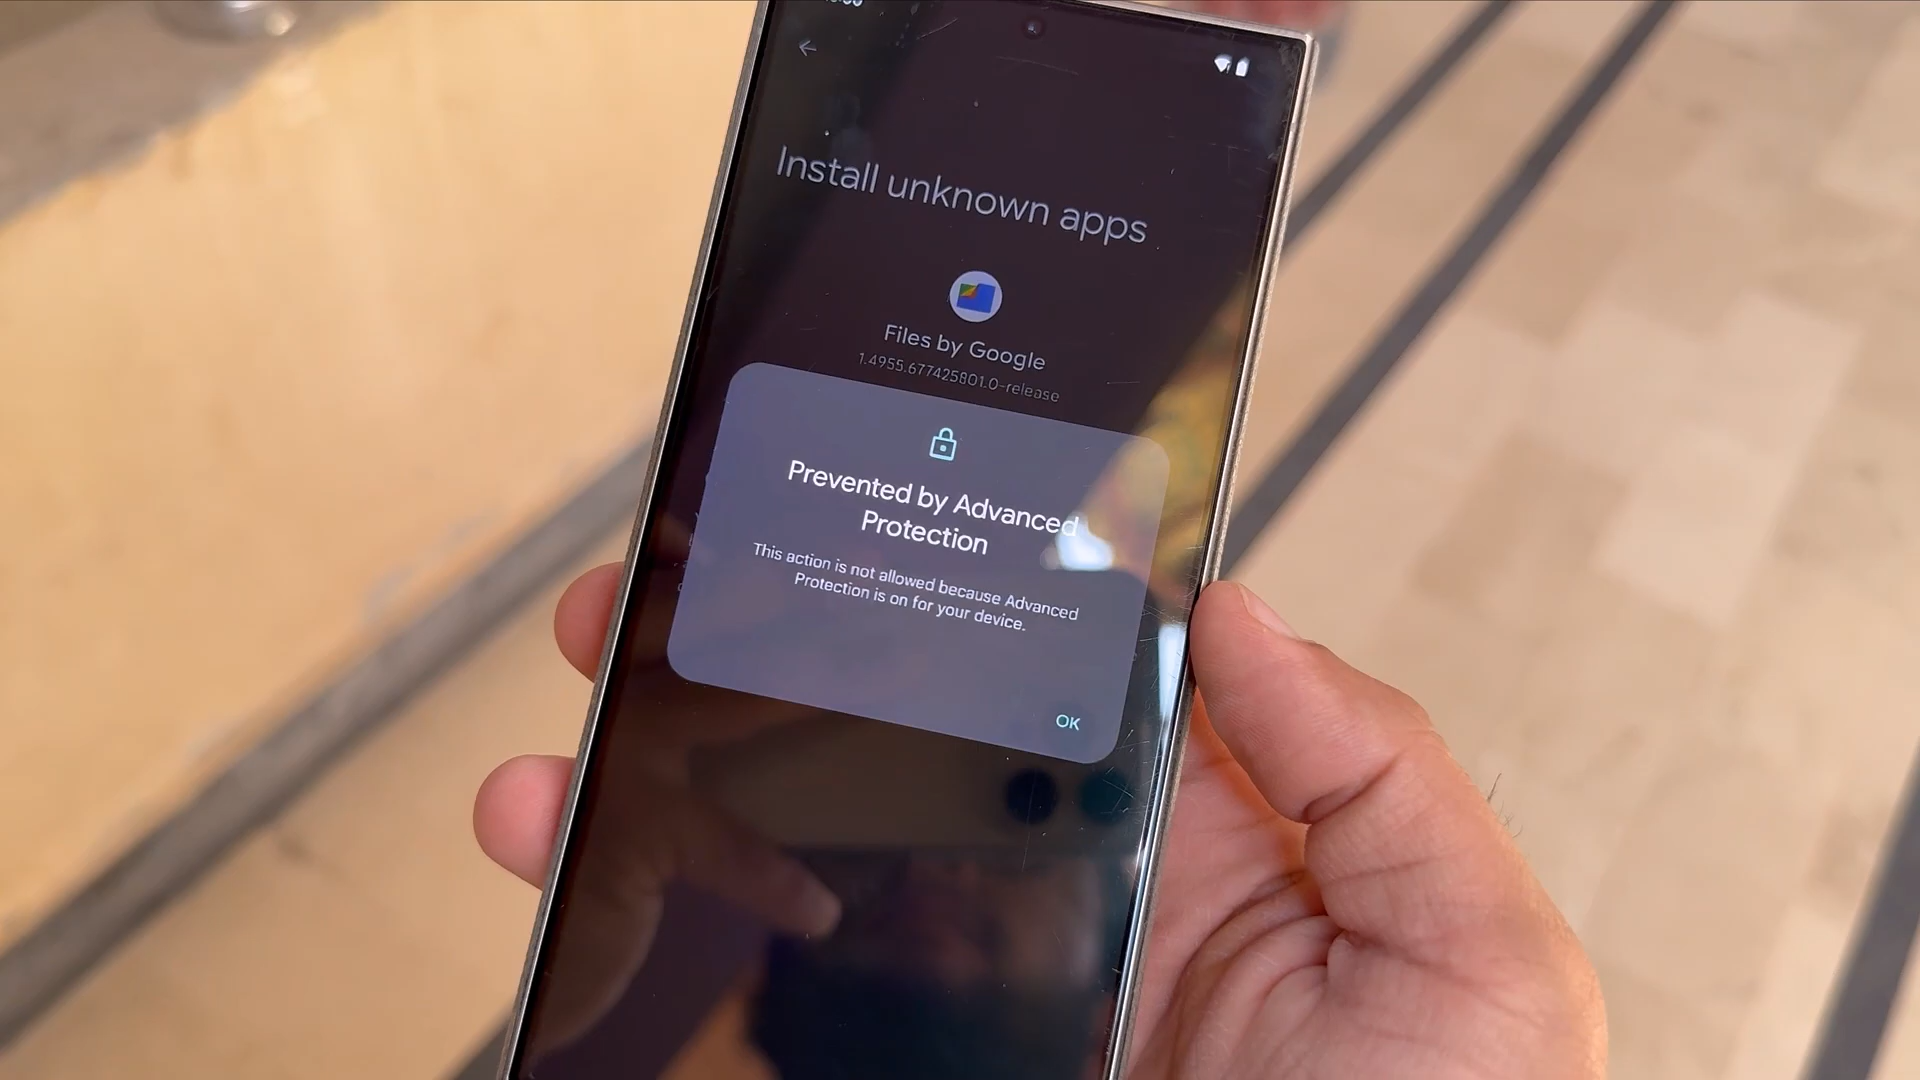 Install unknown apps
Files by Google
1.4955.677425801.0-release
Prevented by Advanced
Protection
This action is not allowed because Advanced
Protection is on for your device.
OK